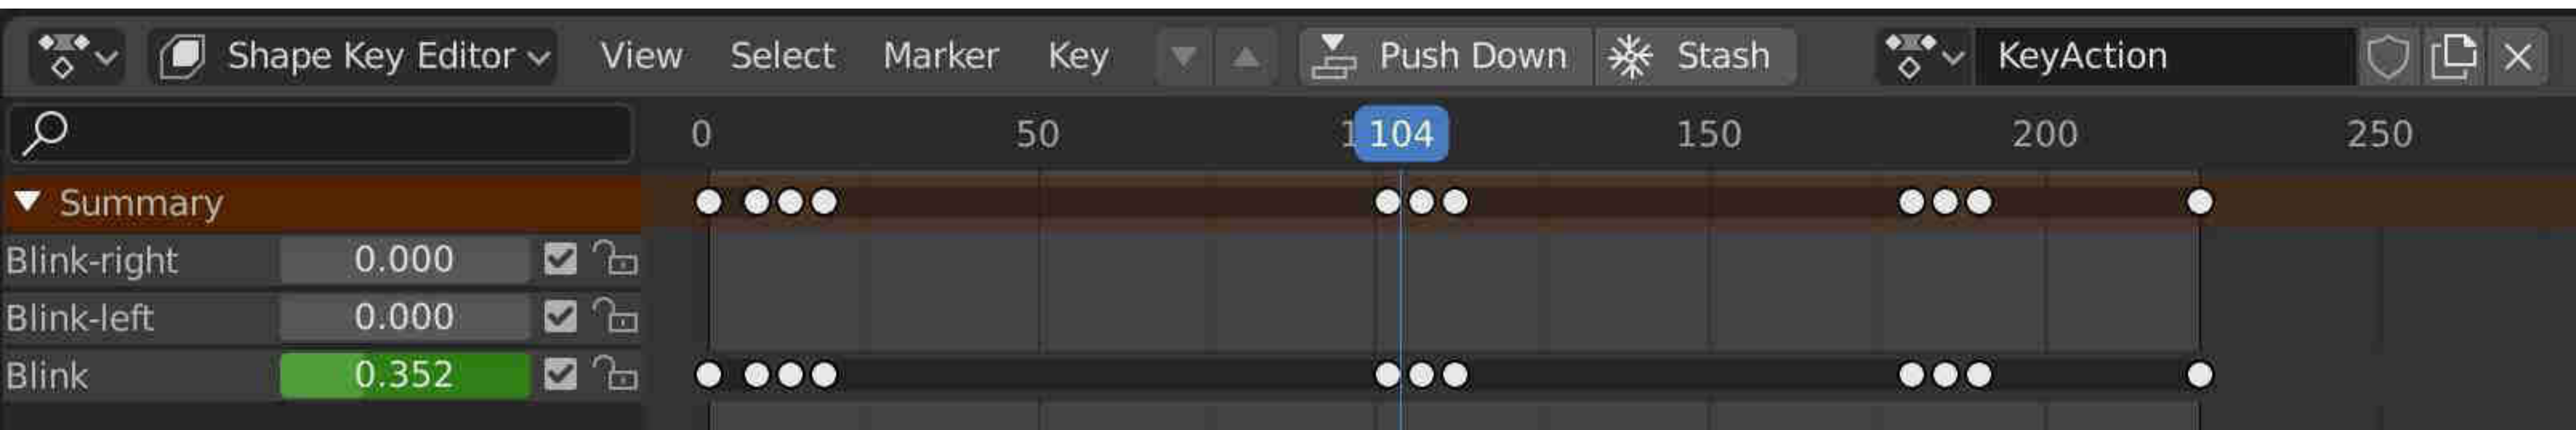 Shape Key Editor View Select Marker Key Push Down Stash KeyAction
0 50 1 104 150 200 250
Summary
Blink-right 0.000
Blink-left 0.000
Blink 0.352